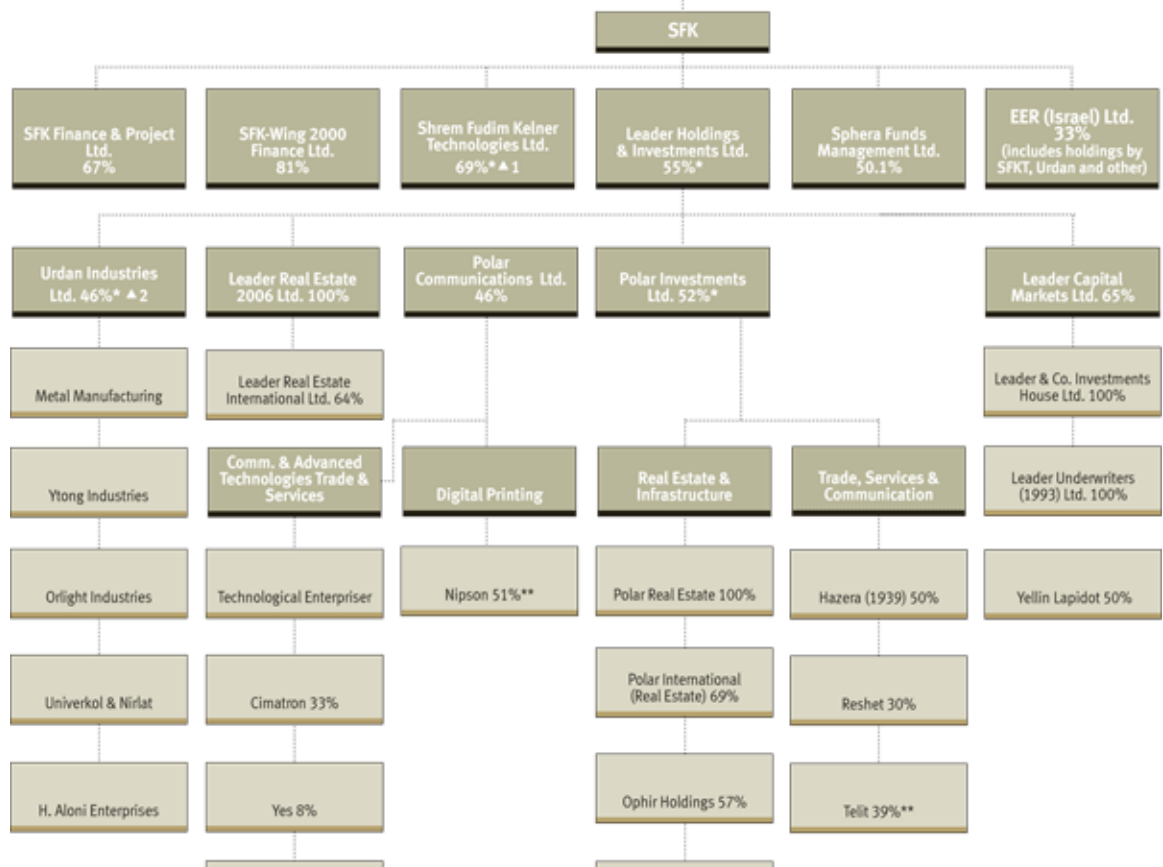 SFK
SFK Finance & Project
Ltd.
67%
SFK-Wing 2000
Finance Ltd.
81%
Shrem Fudim Kelner
Technologies Ltd.
69%*▲1
Leader Holdings
& Investments Ltd.
55%*
Sphera Funds
Management Ltd.
50.1%
EER (Israel) Ltd.
33%
(includes holdings by
SFKT, Urdan and other)
Urdan Industries
Ltd. 46%* ▲2
Leader Real Estate
2006 Ltd. 100%
Polar
Communications Ltd.
46%
Polar Investments
Ltd. 52%*
Leader Capital
Markets Ltd. 65%
Metal Manufacturing
Leader Real Estate
International Ltd. 64%
Leader & Co. Investments
House Ltd. 100%
Ytong Industries
Comm. & Advanced
Technologies Trade &
Services
Digital Printing
Real Estate &
Infrastructure
Trade, Services &
Communication
Leader Underwriters
(1993) Ltd. 100%
Orlight Industries
Technological Enterpriser
Nipson 51%**
Polar Real Estate 100%
Hazera (1939) 50%
Yellin Lapidot 50%
Univerkol & Nirlat
Cimatron 33%
Polar International
(Real Estate) 69%
Reshet 30%
H. Aloni Enterprises
Yes 8%
Ophir Holdings 57%
Telit 39%**